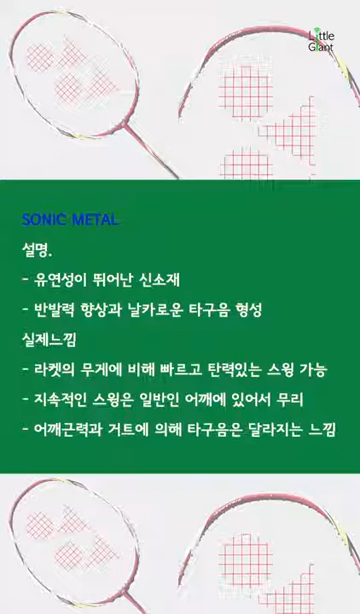 Little
Giant
SONIC METAL
설명.
- 유연성이 뛰어난 신소재
- 반발력 향상과 날카로운 타구음 형성
실제느낌
- 라켓의 무게에 비해 빠르고 탄력있는 스윙 가능
- 지속적인 스윙은 일반인 어깨에 있어서 무리
- 어깨근력과 거트에 의해 타구음은 달라지는 느낌